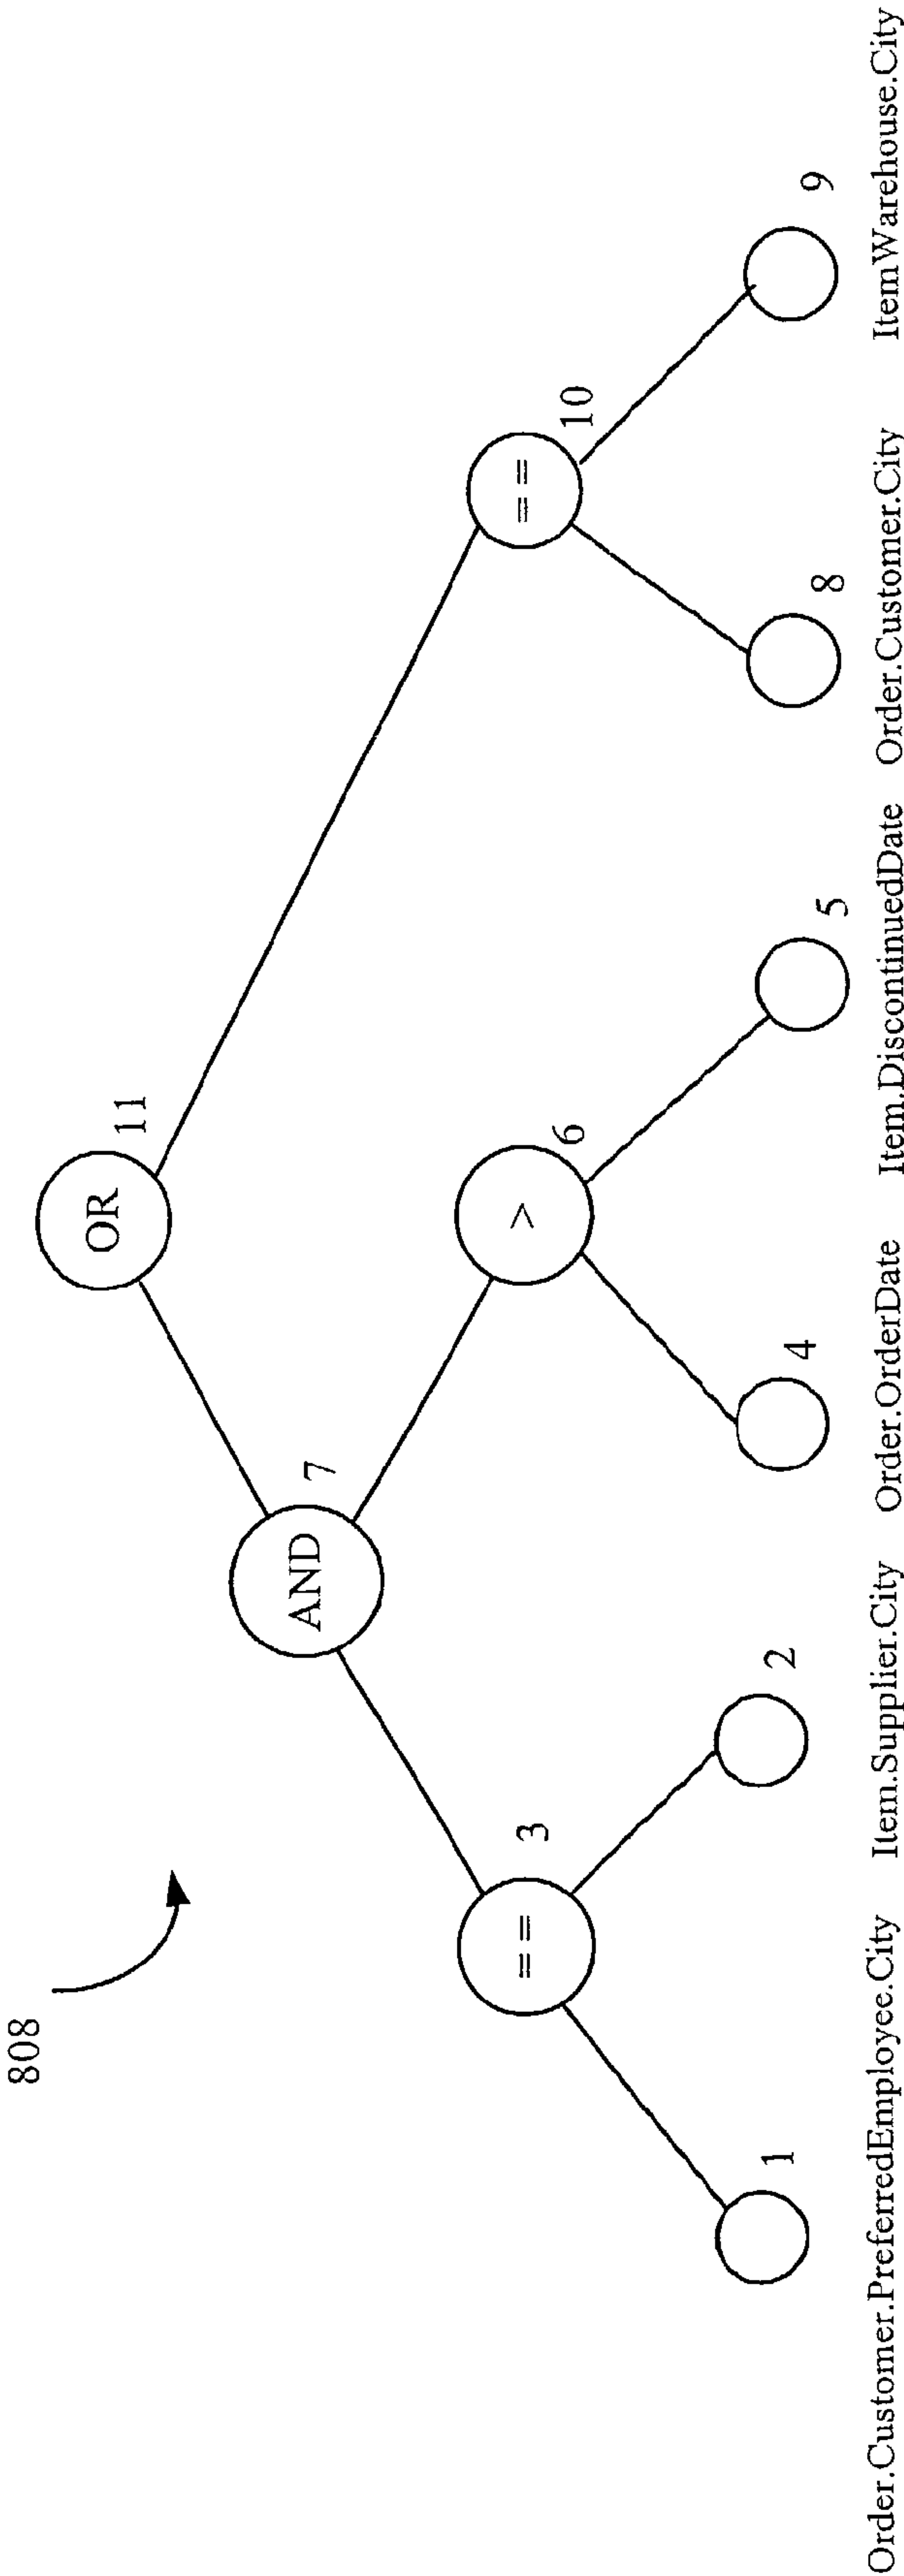 808
OR
11
AND
7
= =
3
>
6
= =
10
1
2
4
5
8
9
Order.Customer.PreferredEmployee.City
Item.Supplier.City
Order.OrderDate
Item.DiscontinuedDate
Order.Customer.City
ItemWarehouse.City